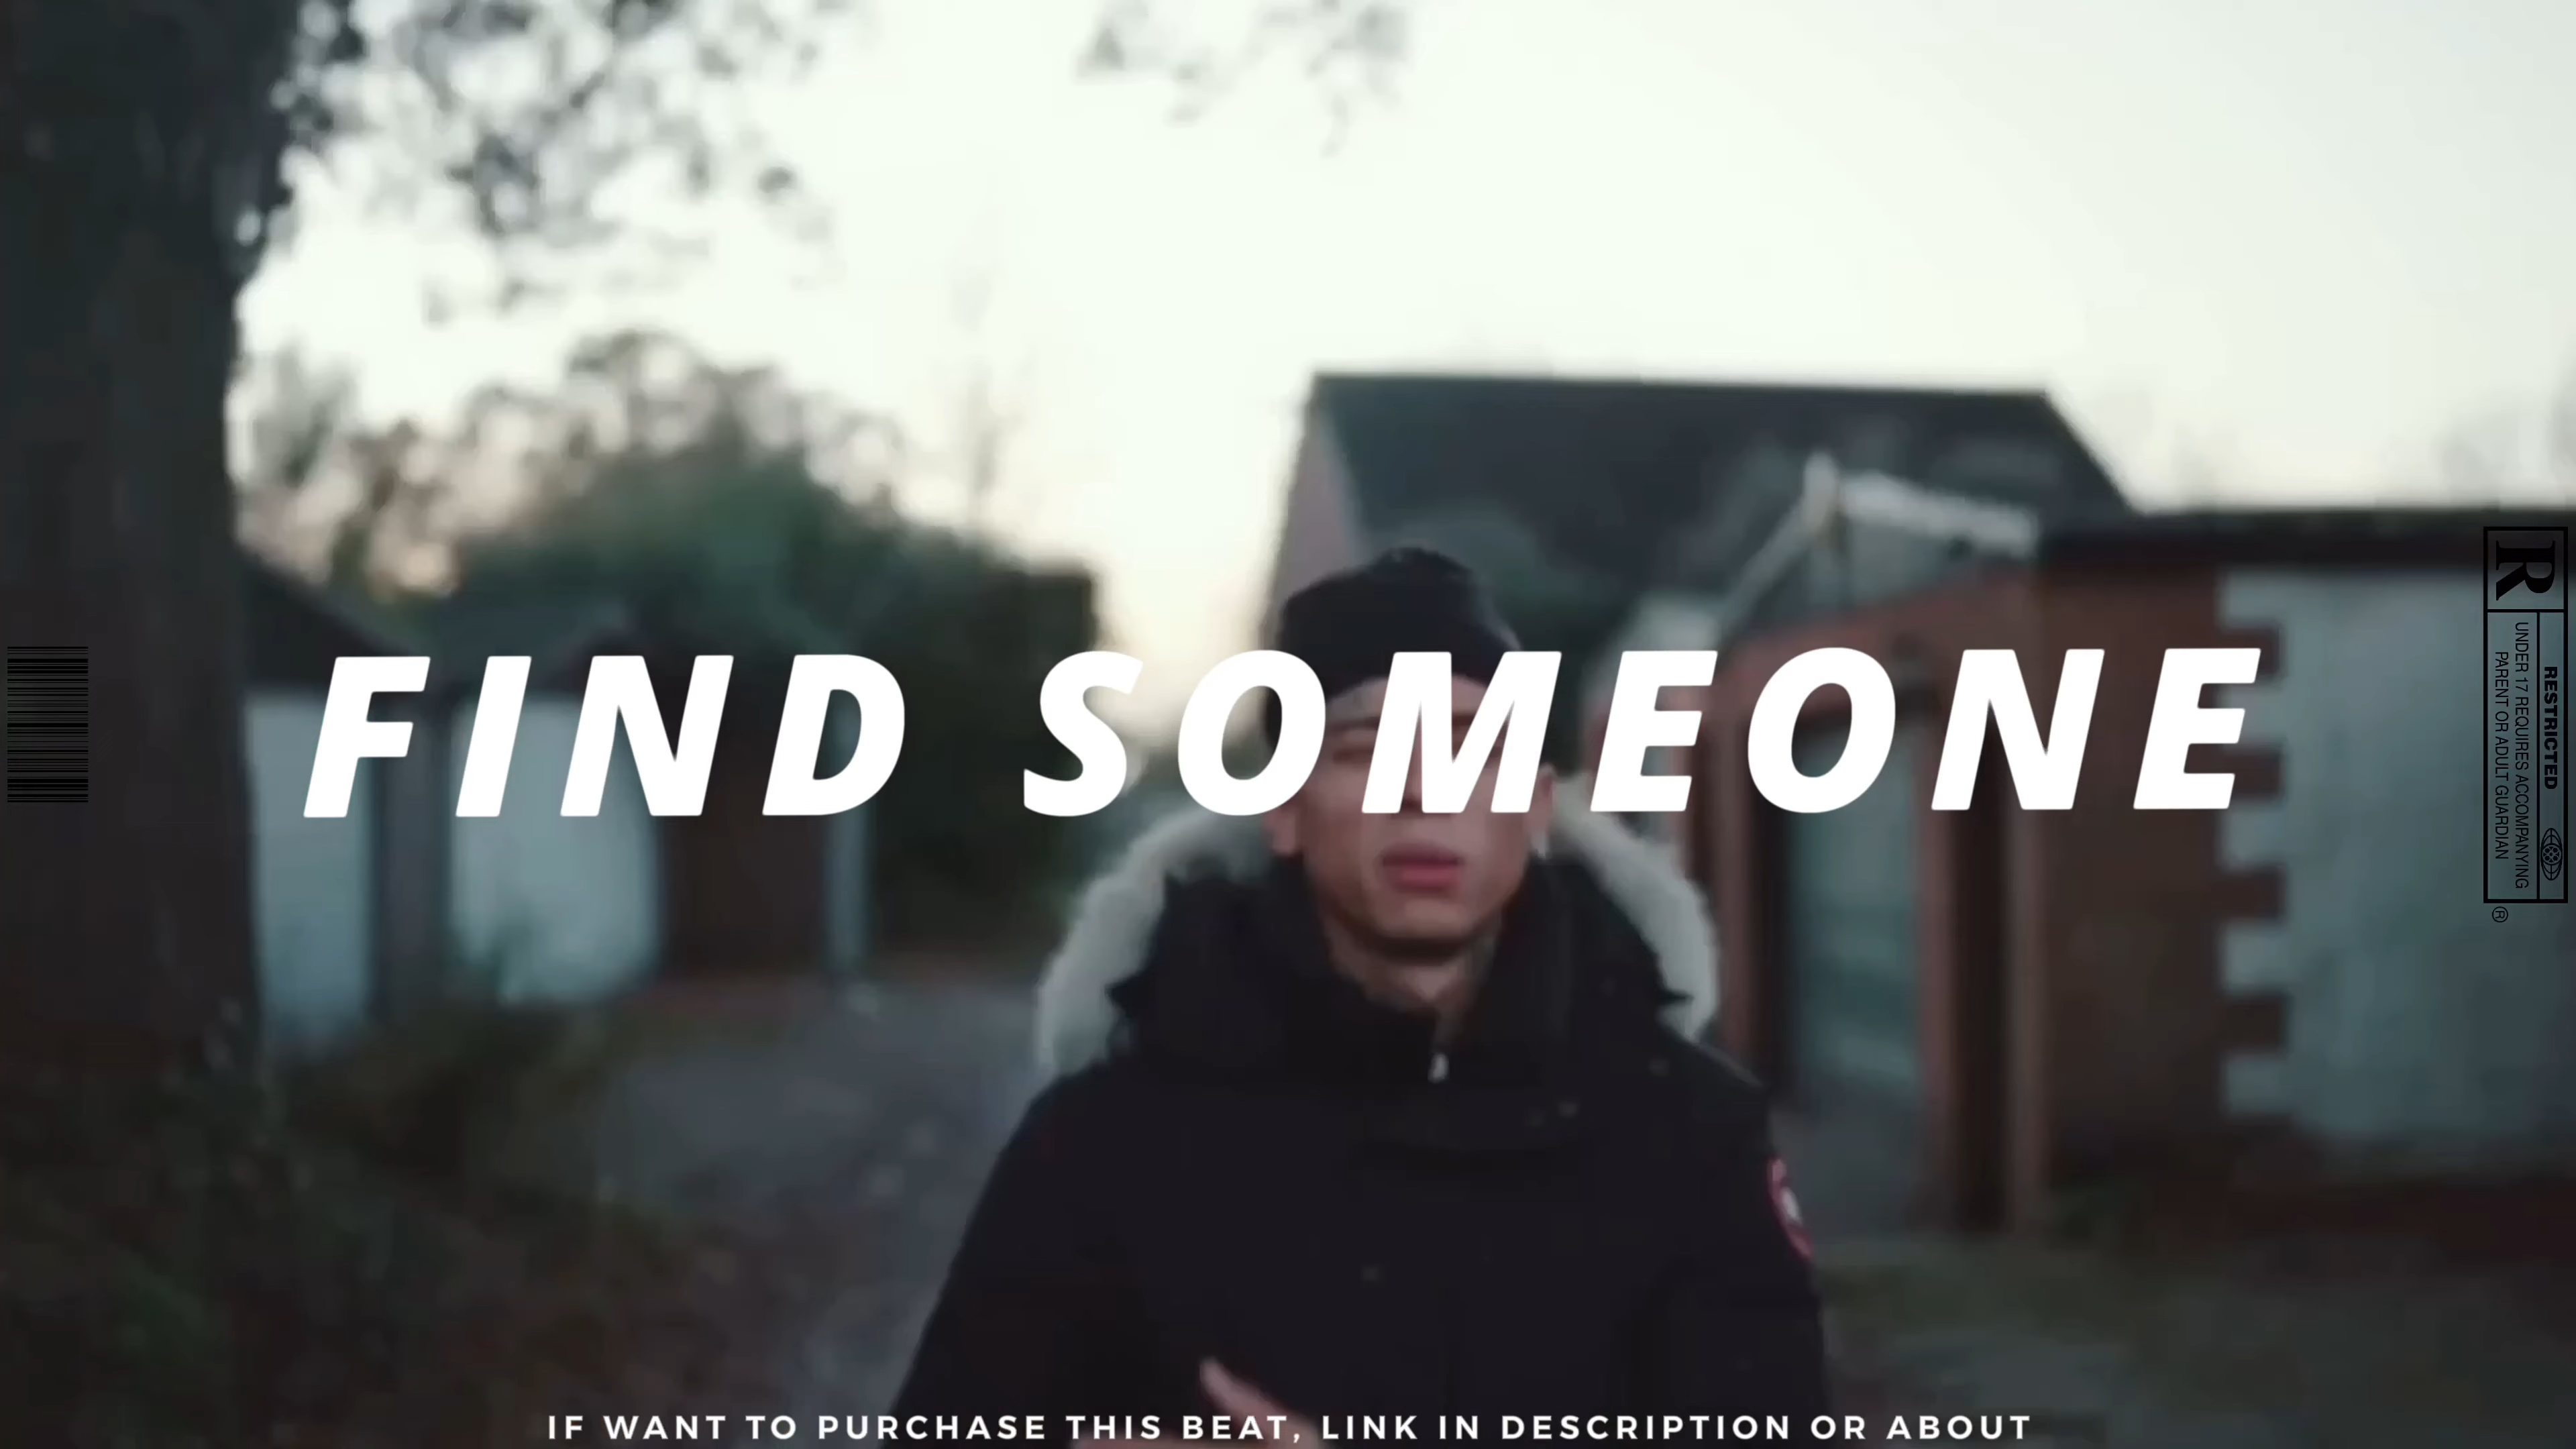 FIND SOMEONE
R
RESTRICTED
UNDER 17 REQUIRES ACCOMPANYING
PARENT OR ADULT GUARDIAN
®
IF WANT TO PURCHASE THIS BEAT, LINK IN DESCRIPTION OR ABOUT